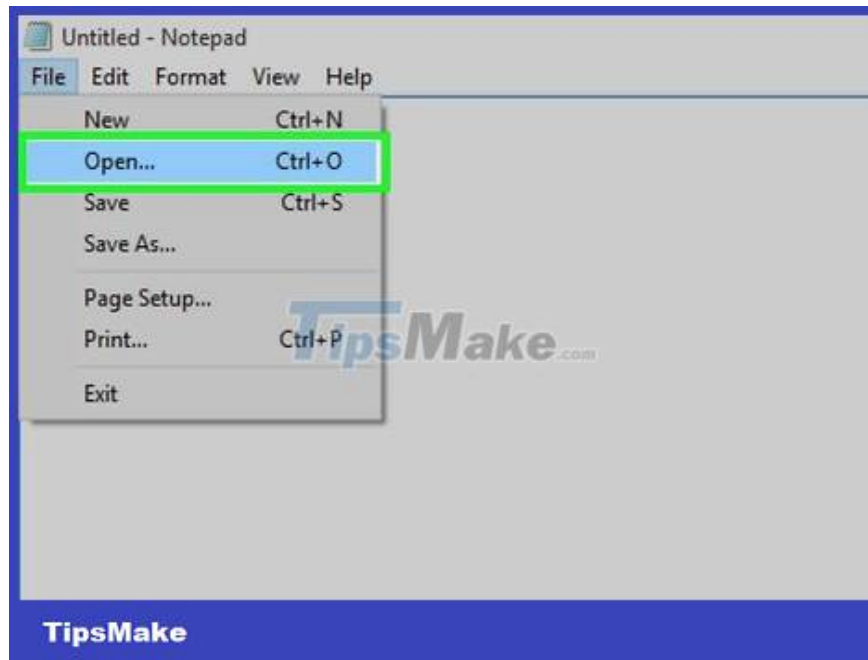 Untitled - Notepad
File Edit Format View Help
New Ctrl+N
Open... Ctrl+O
Save Ctrl+S
Save As...
Page Setup...
Print... Ctrl+P
Exit
TipsMake.com
TipsMake